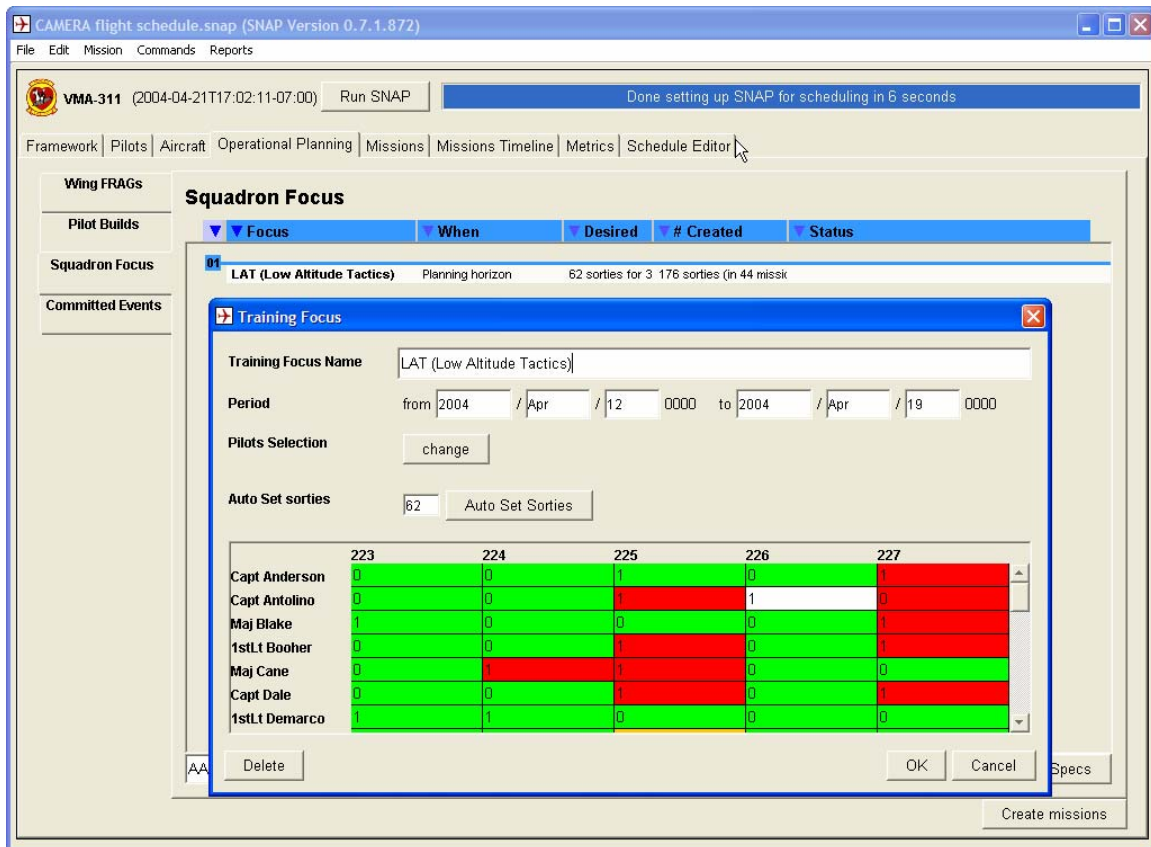 CAMERA flight schedule.snap (SNAP Version 0.7.1.872)
File Edit Mission Commands Reports
VMA-311 (2004-04-21T17:02:11-07:00) Run SNAP Done setting up SNAP for scheduling in 6 seconds
Framework Pilots Aircraft Operational Planning Missions Missions Timeline Metrics Schedule Editor
Wing FRAGs
Pilot Builds
Squadron Focus
Committed Events
Squadron Focus
Focus When Desired # Created Status
01
LAT (Low Altitude Tactics) Planning horizon 62 sorties for 3 176 sorties (in 44 missic
Training Focus
Training Focus Name LAT (Low Altitude Tactics)
Period from 2004 / Apr / 12 0000 to 2004 / Apr / 19 0000
Pilots Selection change
Auto Set sorties 62 Auto Set Sorties
223 224 225 226 227
Capt Anderson 0 0 1 0 1
Capt Antolino 0 0 1 1 0
Maj Blake 1 0 0 0 1
1stLt Booher 0 0 1 0 1
Maj Cane 0 1 1 0 0
Capt Dale 0 0 1 0 1
1stLt Demarco 1 1 0 0 0
Delete OK Cancel
AA Specs
Create missions